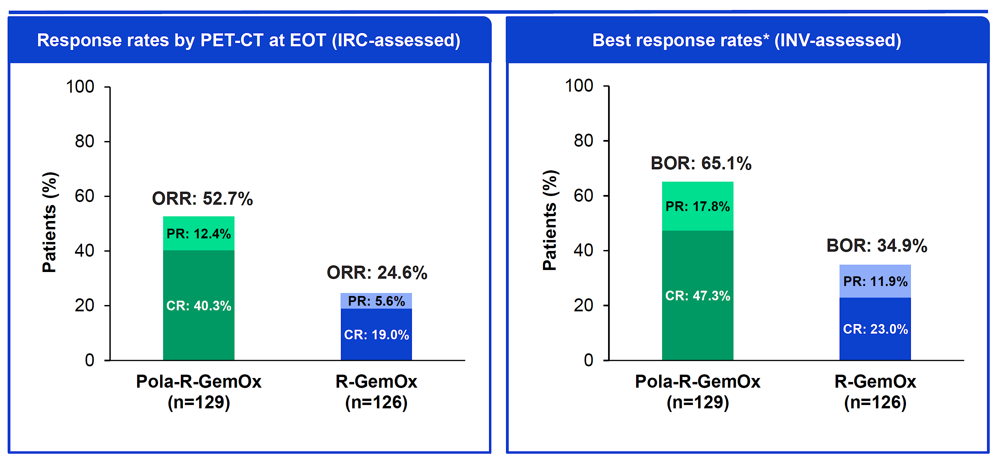 Response rates by PET-CT at EOT (IRC-assessed)
100
80
60
40
20
0
Patients (%)
ORR: 52.7%
PR: 12.4%
CR: 40.3%
ORR: 24.6%
PR: 5.6%
CR: 19.0%
Pola-R-GemOx
(n=129)
R-GemOx
(n=126)
Best response rates* (INV-assessed)
100
80
60
40
20
0
Patients (%)
BOR: 65.1%
PR: 17.8%
CR: 47.3%
BOR: 34.9%
PR: 11.9%
CR: 23.0%
Pola-R-GemOx
(n=129)
R-GemOx
(n=126)